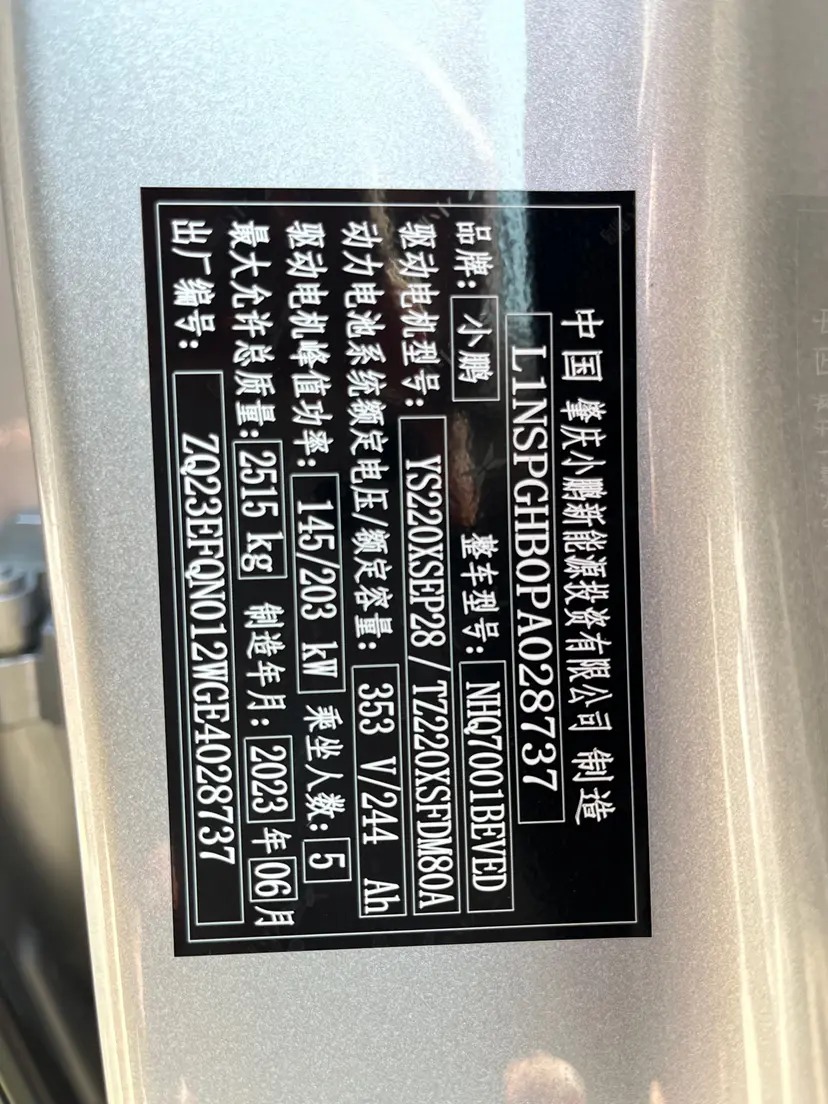 中国 肇庆小鹏新能源投资有限公司 制造
L1NSPGHB0PA028737
品牌: 小鹏 整车型号: NHQ7001BEVED
驱动电机型号: YS220XSEP28 / TZ220XSFDM80A
动力电池系统额定电压/额定容量: 353 V/244 Ah
驱动电机峰值功率: 145/203 kW 乘坐人数: 5
最大允许总质量: 2515 kg 制造年月: 2023 年 06 月
出厂编号: ZQ23EFQN012WGE4028737